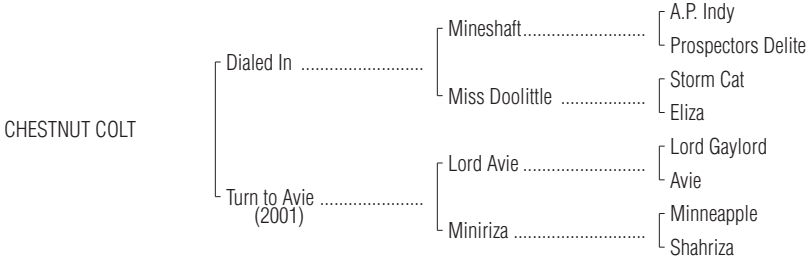 A.P. Indy
Mineshaft..........................
Prospectors Delite
Dialed In ..........................
Storm Cat
Miss Doolittle ..................
Eliza
CHESTNUT COLT
Lord Gaylord
Lord Avie ..........................
Avie
Turn to Avie ......................
(2001)
Minneapple
Miniriza ............................
Shahriza